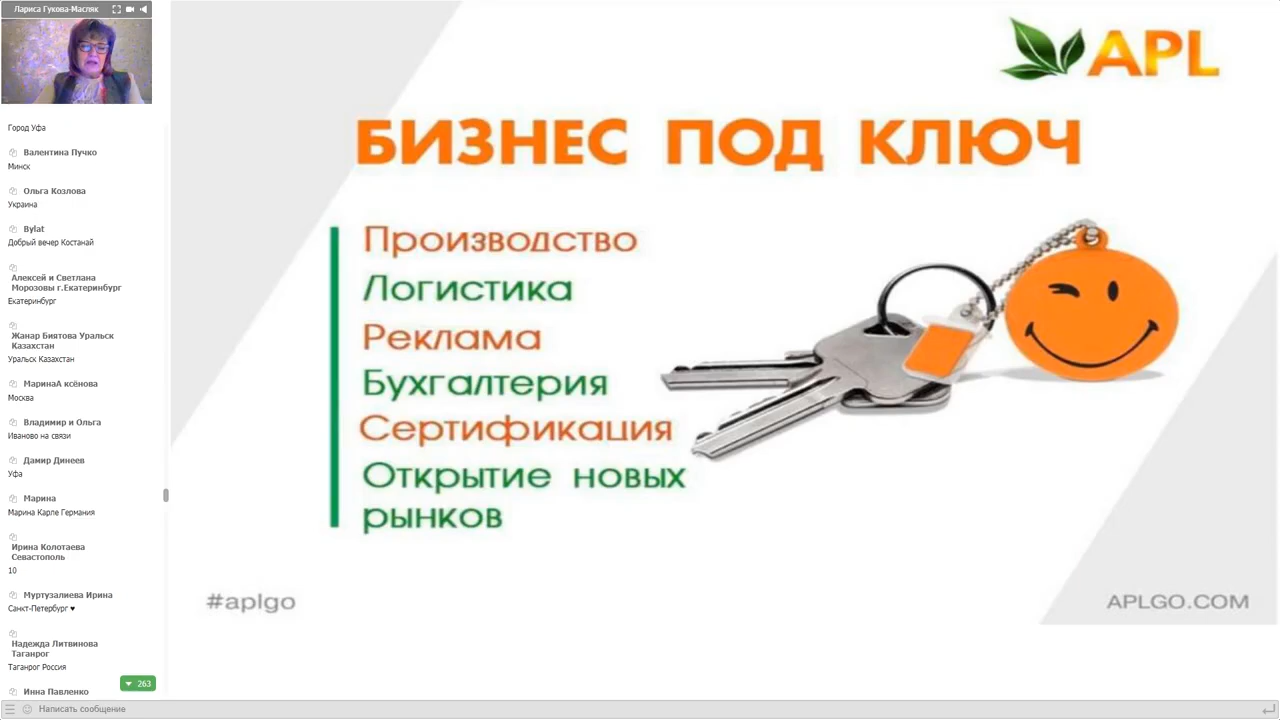 Лариса Гукова-Масляк
Город Уфа
Валентина Пучко
Минск
Ольга Козлова
Украина
Bylat
Добрый вечер Костанай
Алексей и Светлана
Морозовы г.Екатеринбург
Екатеринбург
Жанар Биятова Уральск
Казахстан
Уральск Казахстан
МаринаА ксёнова
Москва
Владимир и Ольга
Иваново на связи
Дамир Динеев
Уфа
Марина
Марина Карле Германия
Ирина Колотаева
Севастополь
10
Муртузалиева Ирина
Санкт-Петербург ♥
Надежда Литвинова
Таганрог
Таганрог Россия
Инна Павленко
263
Написать сообщение
APL
БИЗНЕС ПОД КЛЮЧ
Производство
Логистика
Реклама
Бухгалтерия
Сертификация
Открытие новых
рынков
#aplgo
APLGO.COM